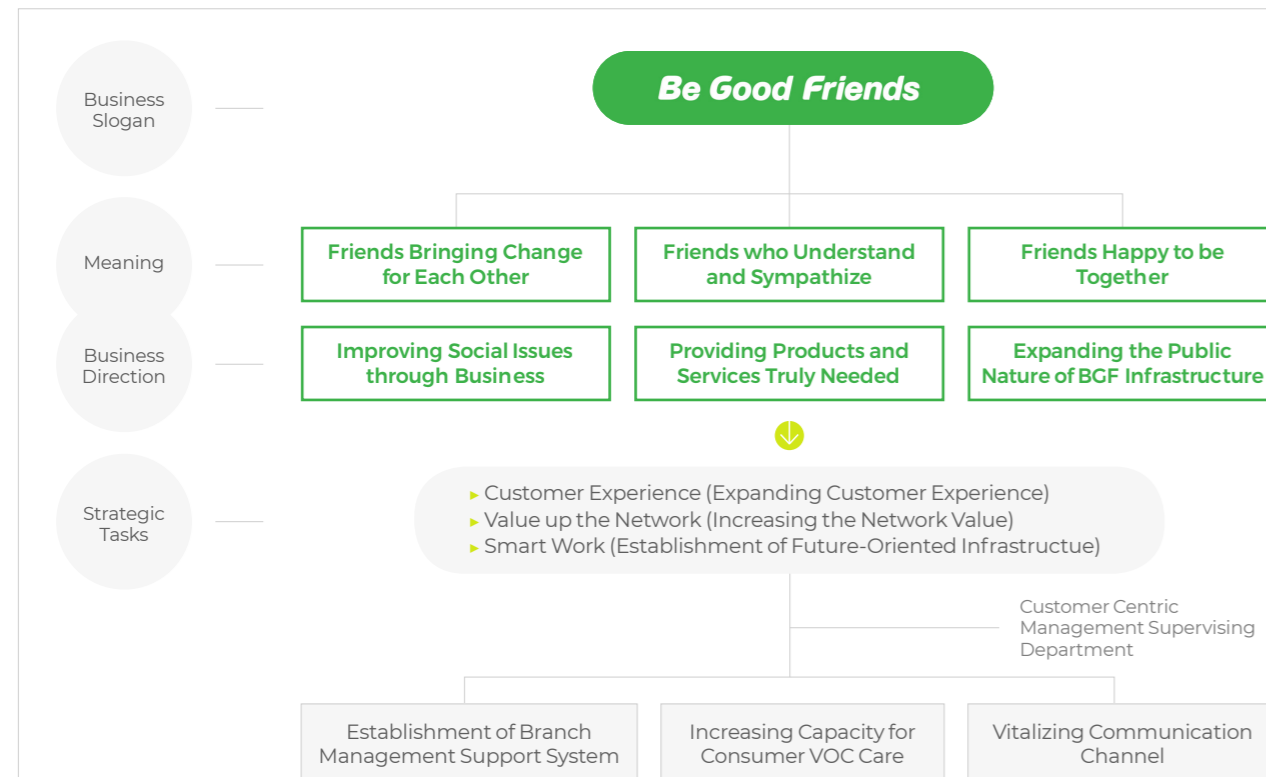 Business
Slogan
Be Good Friends
Meaning
Friends Bringing Change
for Each Other
Friends who Understand
and Sympathize
Friends Happy to be
Together
Business
Direction
Improving Social Issues
through Business
Providing Products and
Services Truly Needed
Expanding the Public
Nature of BGF Infrastructure
Strategic
Tasks
▸ Customer Experience (Expanding Customer Experience)
▸ Value up the Network (Increasing the Network Value)
▸ Smart Work (Establishment of Future-Oriented Infrastructue)
Customer Centric
Management Supervising
Department
Establishment of Branch
Management Support System
Increasing Capacity for
Consumer VOC Care
Vitalizing Communication
Channel